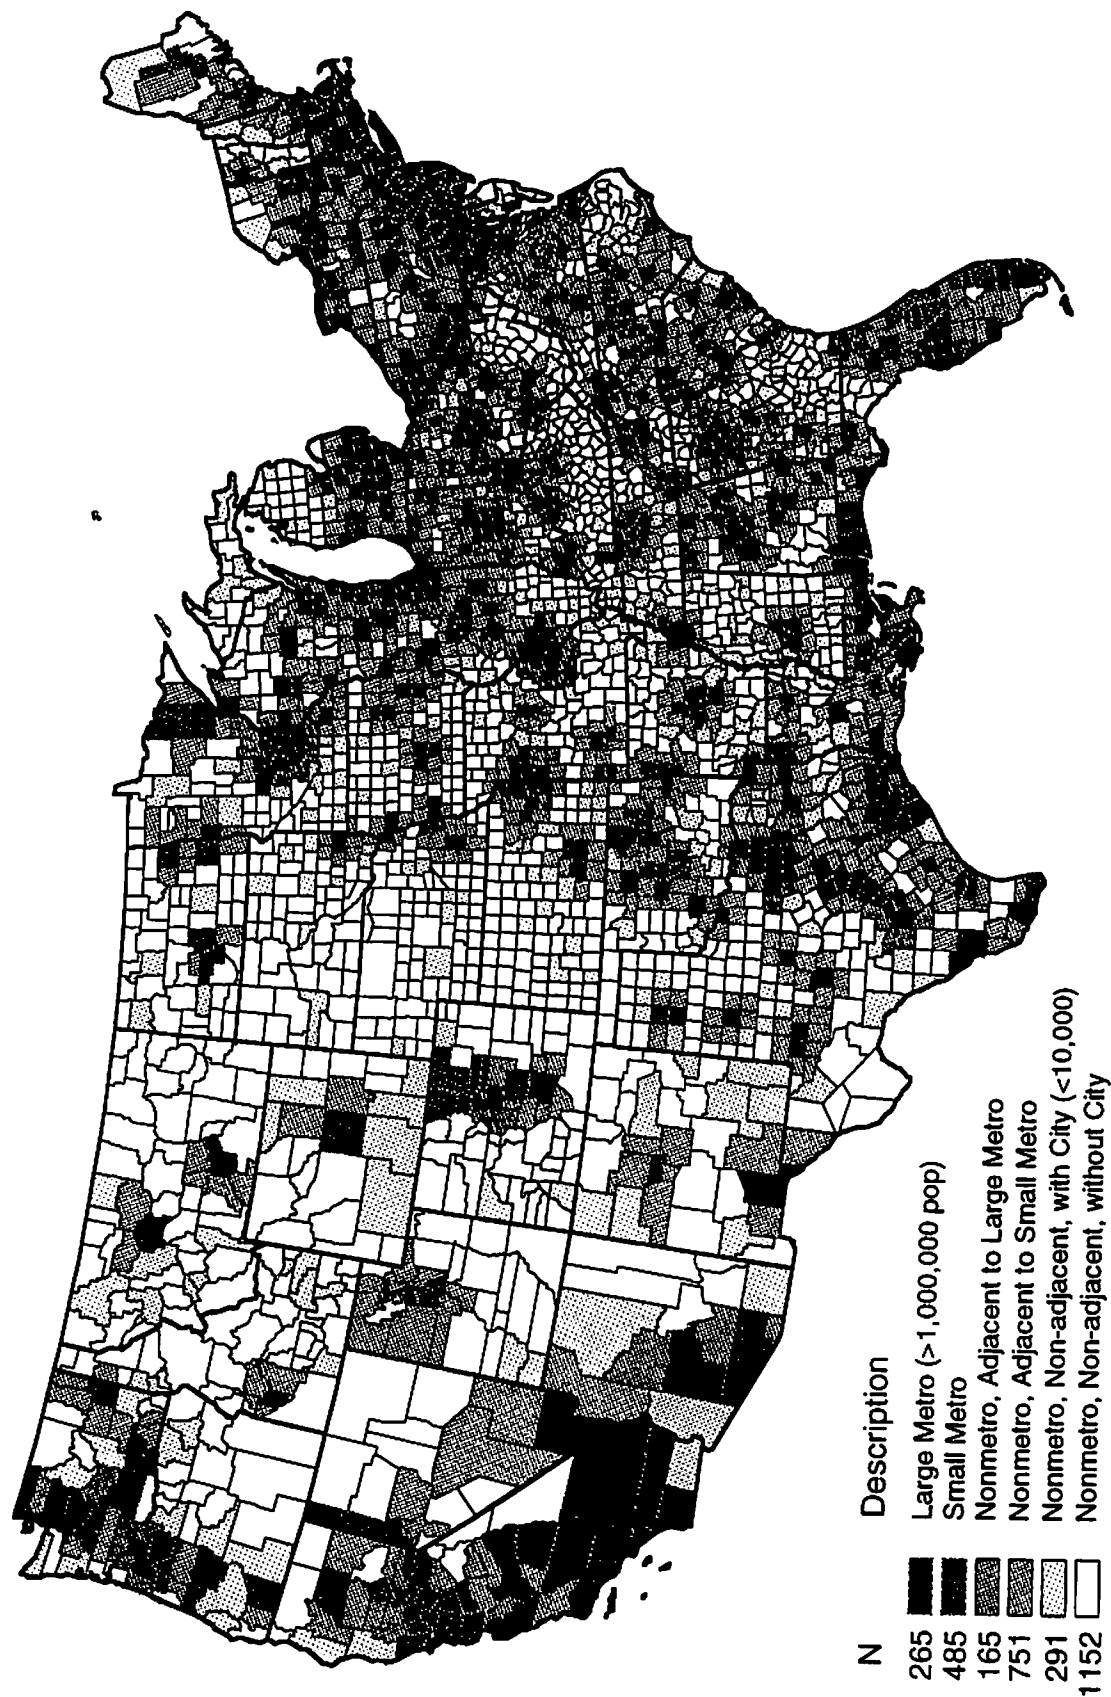 N Description
265 Large Metro (>1,000,000 pop)
485 Small Metro
165 Nonmetro, Adjacent to Large Metro
751 Nonmetro, Adjacent to Small Metro
291 Nonmetro, Non-adjacent, with City (<10,000)
1152 Nonmetro, Non-adjacent, without City